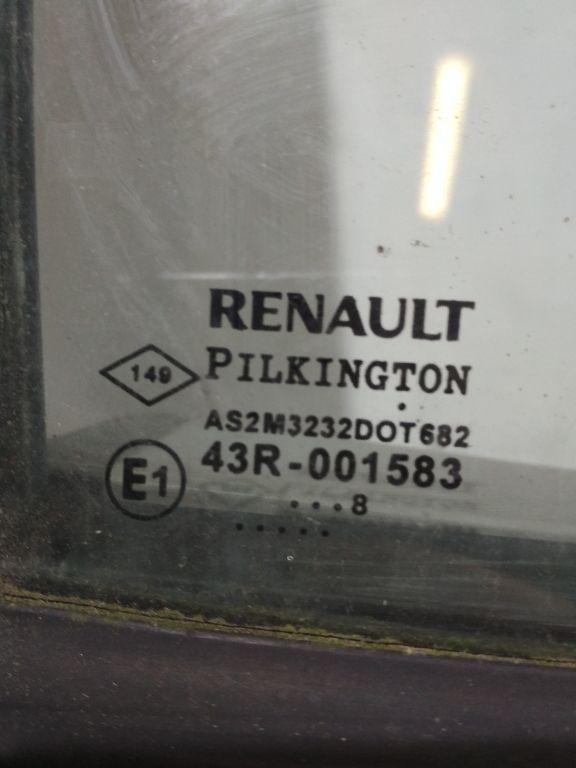 RENAULT
149
PILKINGTON
AS2M3232DOT682
E1
43R-001583
...8
.....